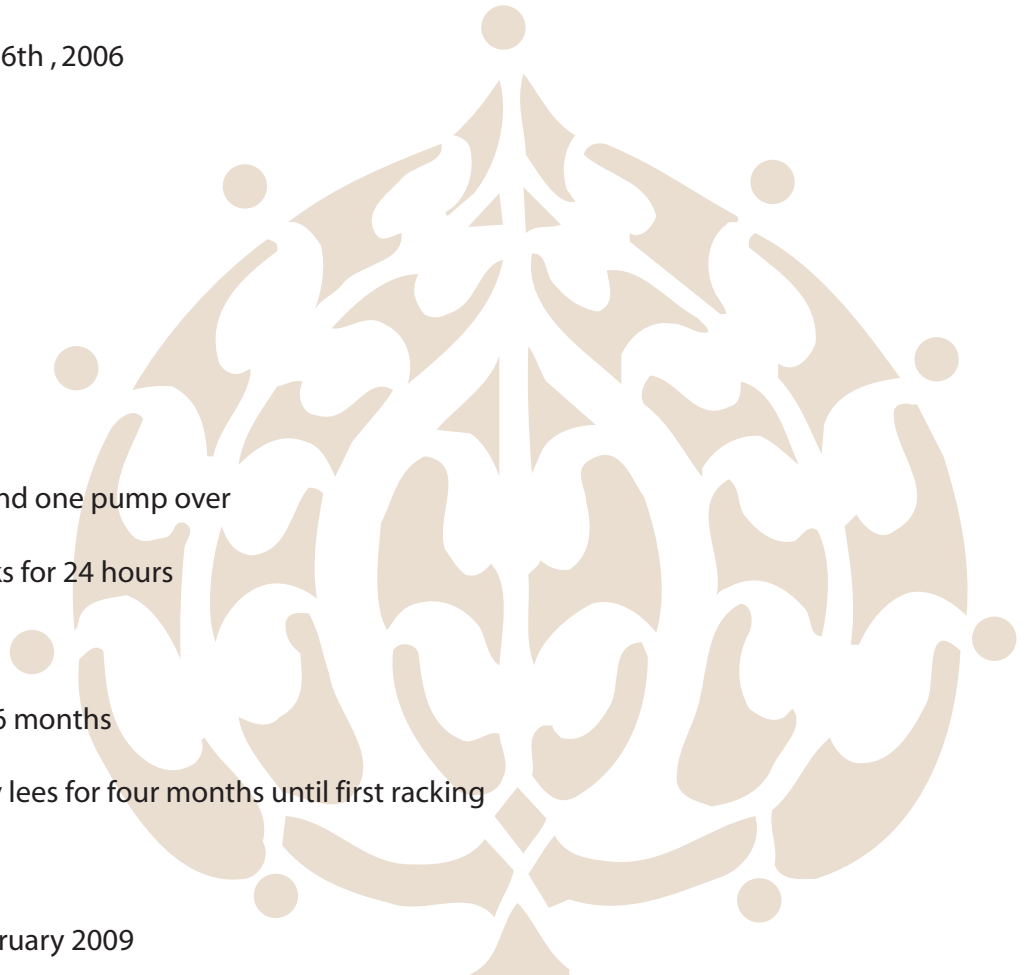 6th , 2006
nd one pump over
s for 24 hours
6 months
lees for four months until first racking
ruary 2009